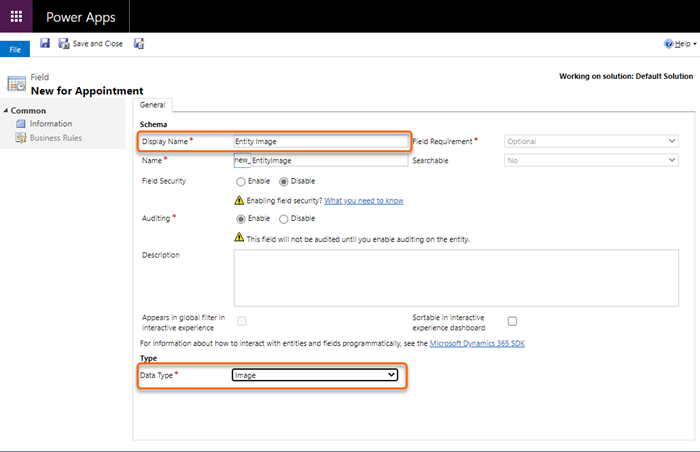 Power Apps
File
Save and Close
Help
Field
New for Appointment
Working on solution: Default Solution
Common
Information
Business Rules
General
Schema
Display Name * Entity Image Field Requirement * Optional
Name * new_ EntityImage Searchable No
Field Security Enable Disable
Enabling field security? What you need to know
Auditing * Enable Disable
This field will not be audited until you enable auditing on the entity.
Description
Appears in global filter in
interactive experience
Sortable in interactive
experience dashboard
For information about how to interact with entities and fields programmatically, see the Microsoft Dynamics 365 SDK
Type
Data Type * Image